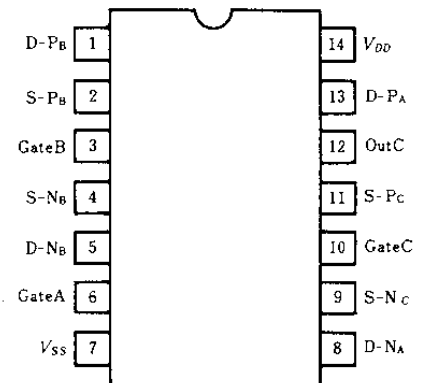 D-PB 1 14 VDD
S-PB 2 13 D-PA
GateB 3 12 OutC
S-NB 4 11 S-PC
D-NB 5 10 GateC
GateA 6 9 S-NC
VSS 7 8 D-NA